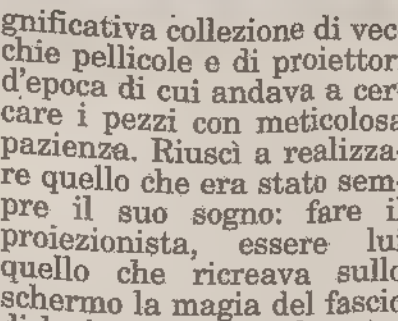 gnificativa collezione di vec
chie pellicole e di proiettor
d'epoca di cui andava a cer
care i pezzi con meticolosa
pazienza. Riuscì a realizza-
re quello che era stato sem-
pre il suo sogno: fare il
proiezionista, essere lui
quello che ricreava sullo
schermo la magia del fascio